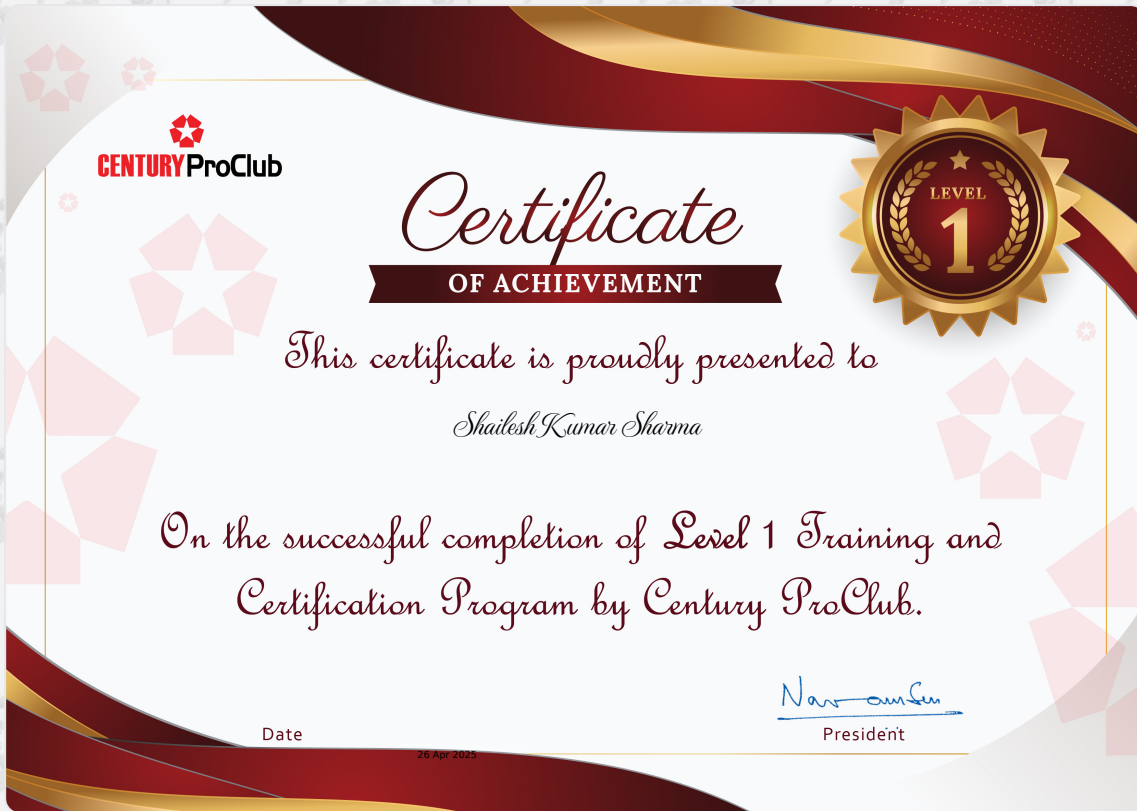 CENTURY ProClub
Certificate
OF ACHIEVEMENT
LEVEL
1
This certificate is proudly presented to
Shailesh Kumar Sharma
On the successful completion of Level 1 Training and
Certification Program by Century ProClub.
Date
President
26 Apr 2025